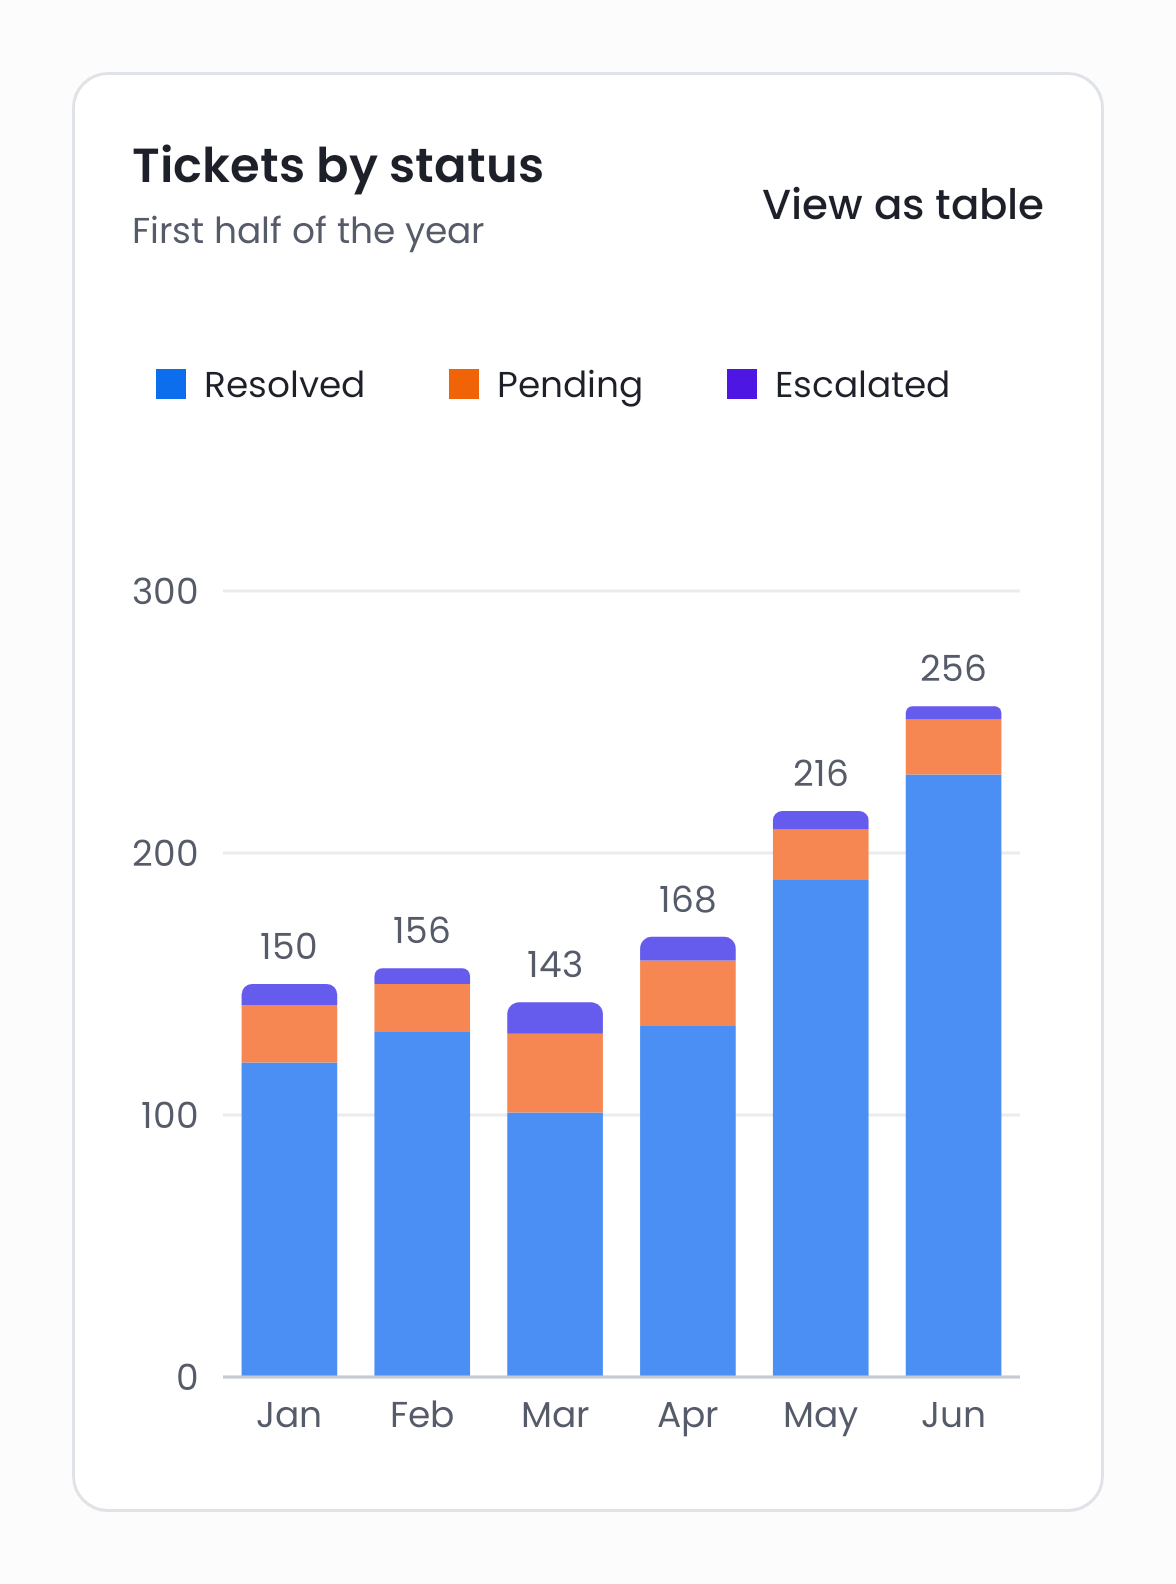 Tickets by status
First half of the year
View as table
Resolved
Pending
Escalated
300
200
100
0
150
156
143
168
216
256
Jan
Feb
Mar
Apr
May
Jun